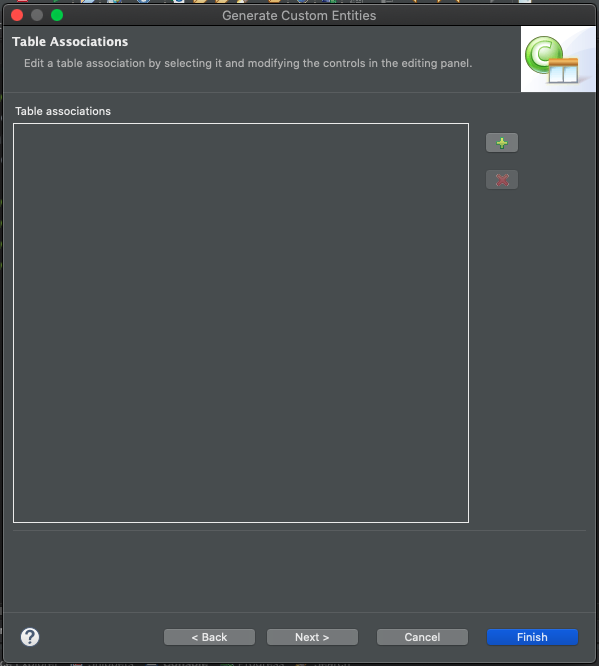 Generate Custom Entities
Table Associations
Edit a table association by selecting it and modifying the controls in the editing panel.
C
Table associations
?
< Back
Next >
Cancel
Finish